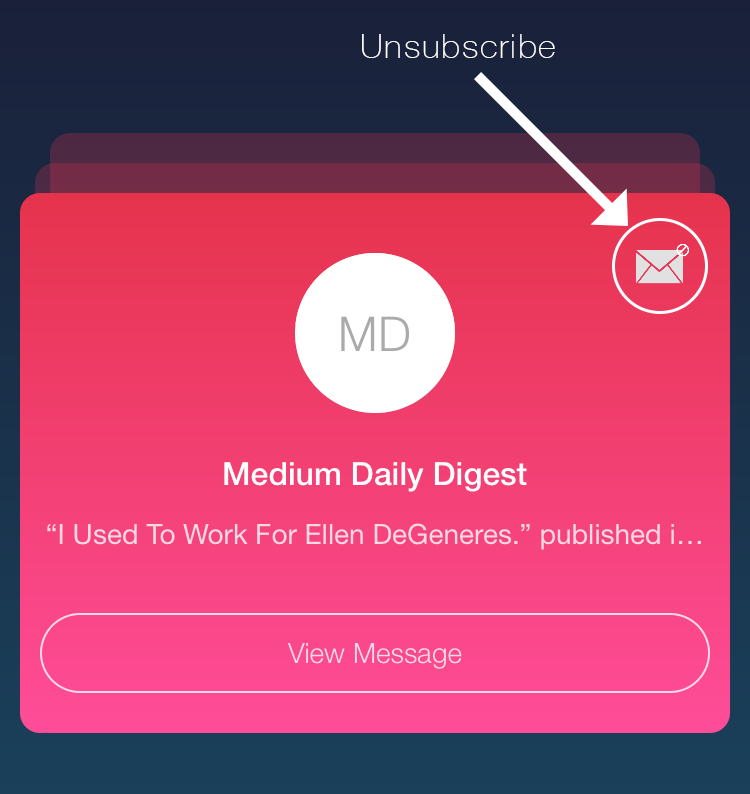 Unsubscribe
MD
Medium Daily Digest
“I Used To Work For Ellen DeGeneres.” published i…
View Message